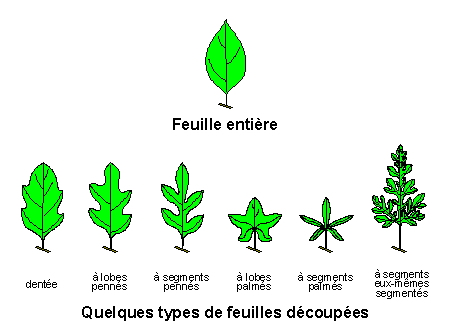 Feuille entière
dentée
à lobes
pennés
à segments
pennés
à lobes
palmés
à segments
palmés
à segments
eux-mêmes
segmentés
Quelques types de feuilles découpées